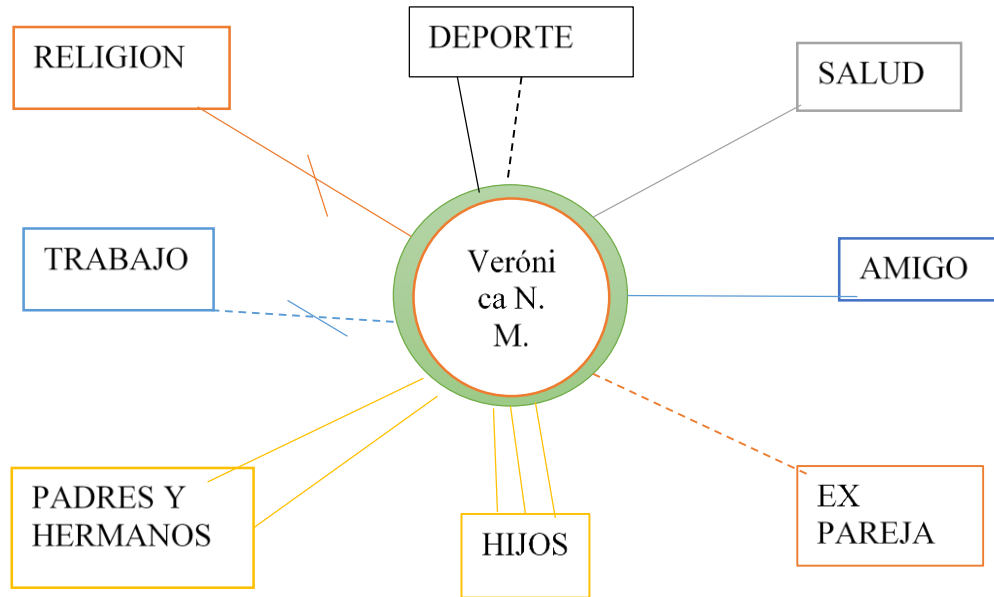 RELIGION
DEPORTE
SALUD
TRABAJO
Veróni
ca N.
M.
AMIGO
PADRES Y
HERMANOS
HIJOS
EX
PAREJA